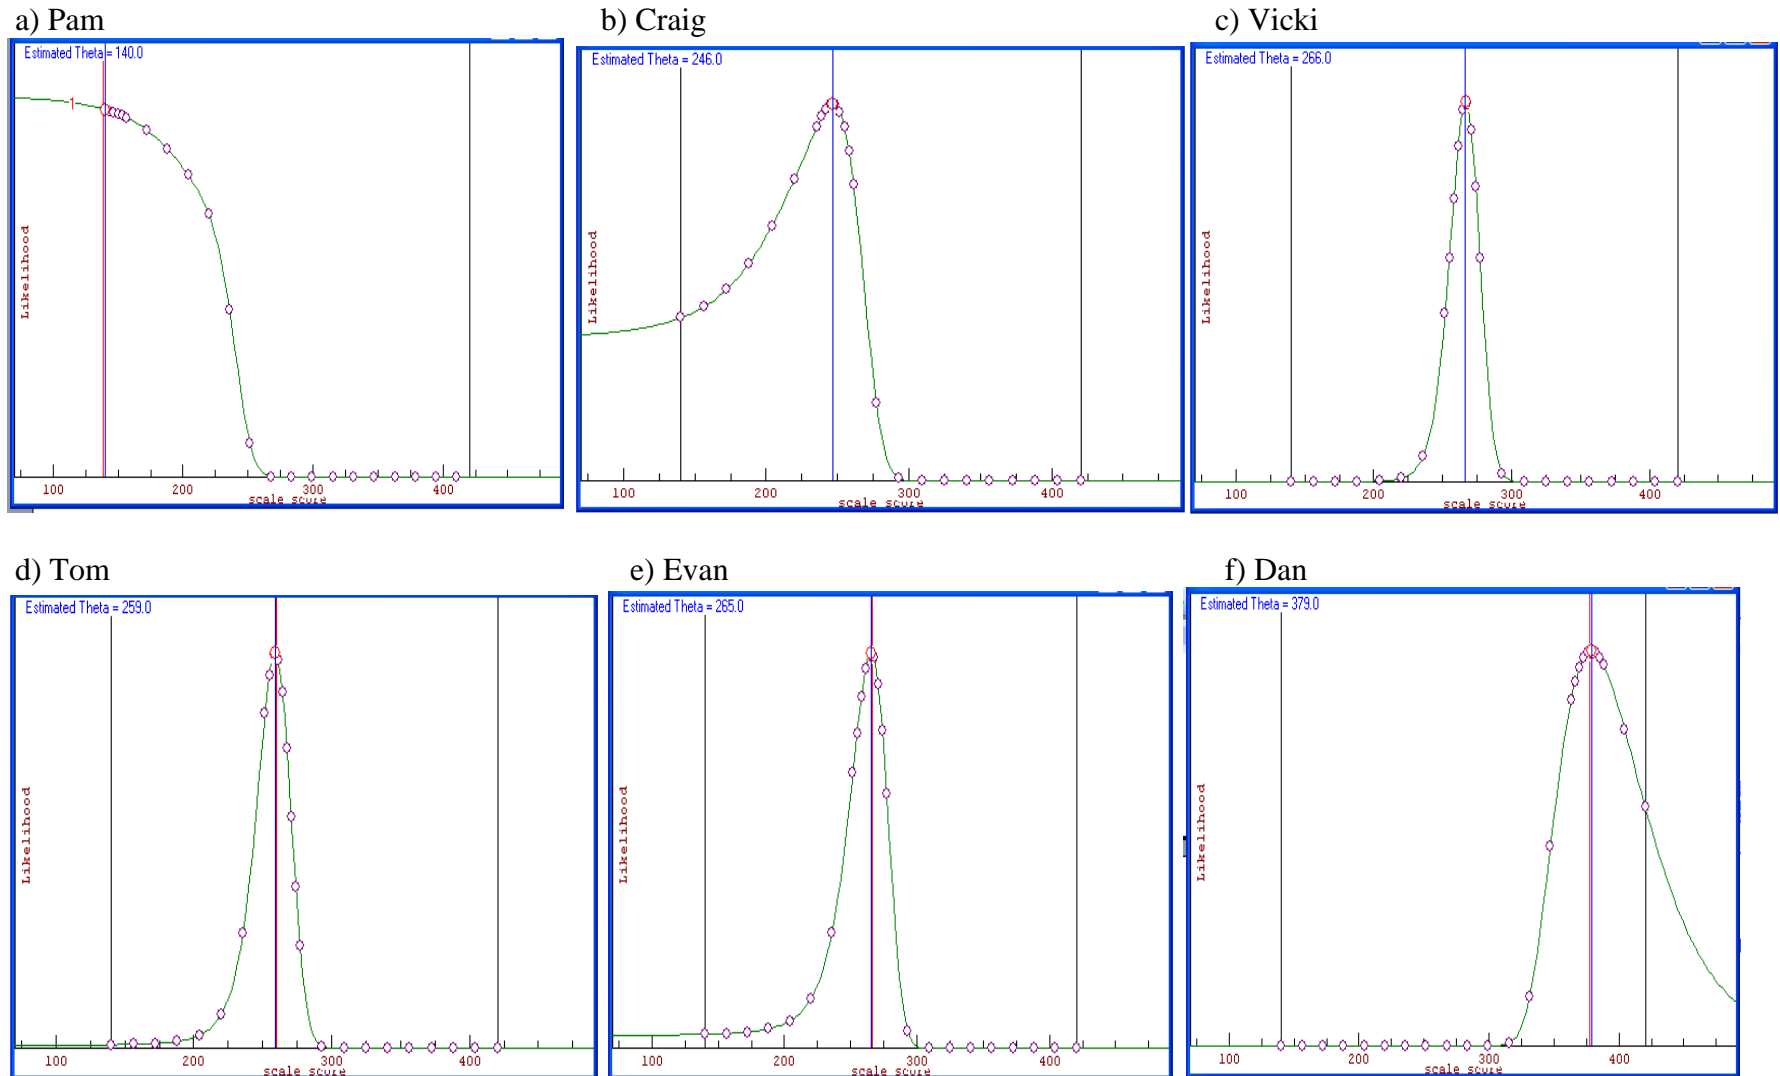 a) Pam
b) Craig
c) Vicki
Estimated Theta = 140.0
Estimated Theta = 246.0
Estimated Theta = 266.0
1
Likelihood
Likelihood
Likelihood
100 200 300 400
100 200 300 400
100 200 300 400
scale score
scale score
scale score
d) Tom
e) Evan
f) Dan
Estimated Theta = 259.0
Estimated Theta = 265.0
Estimated Theta = 379.0
Likelihood
Likelihood
Likelihood
100 200 300 400
100 200 300 400
100 200 300 400
scale score
scale score
scale score